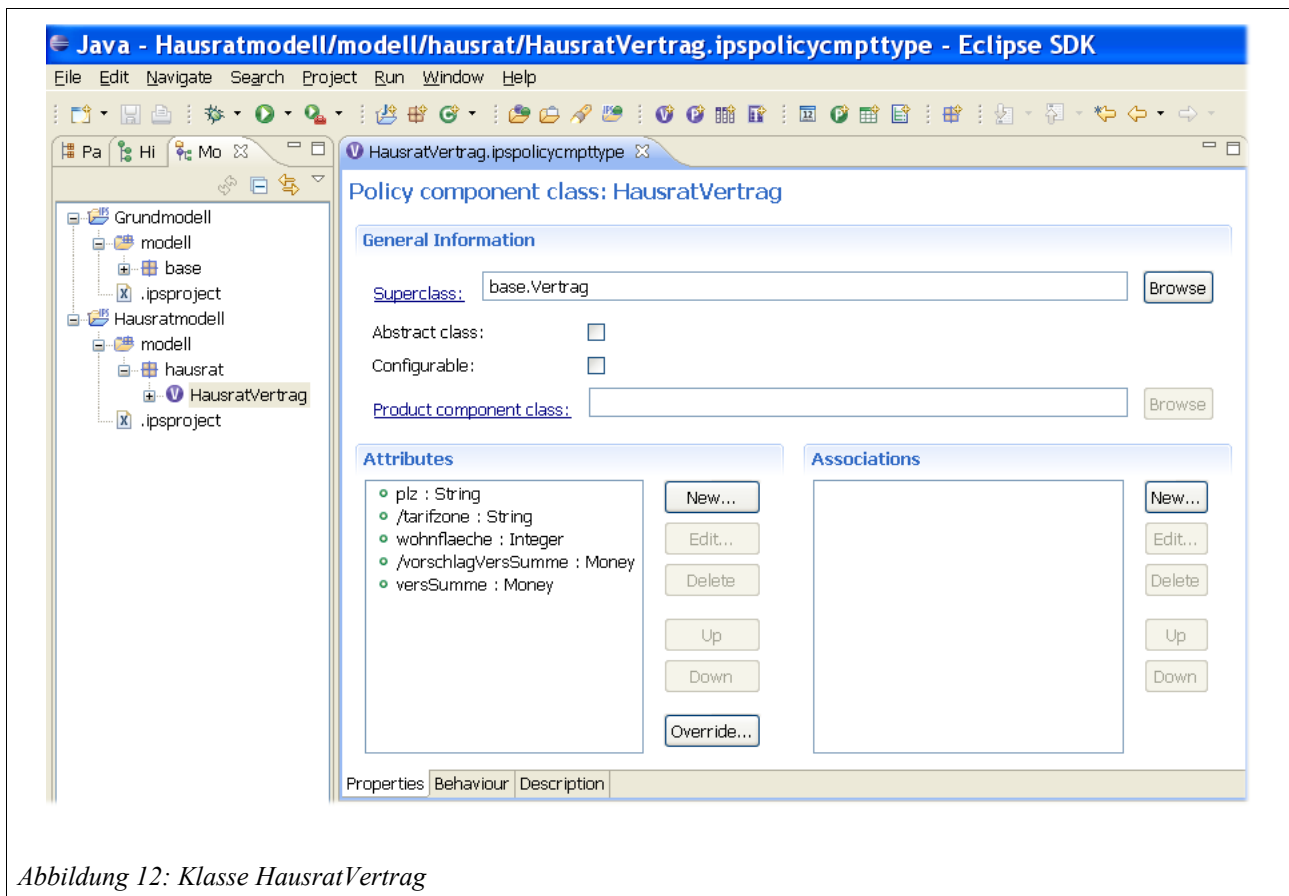 Java - Hausratmodell/modell/hausrat/HausratVertrag.ipspolicycmpttype - Eclipse SDK
File Edit Navigate Search Project Run Window Help
Pa Hi Mo
HausratVertrag.ipspolicycmpttype
Policy component class: HausratVertrag
Grundmodell
modell
base
.ipsproject
Hausratmodell
modell
hausrat
HausratVertrag
.ipsproject
General Information
Superclass: base.Vertrag Browse
Abstract class:
Configurable:
Product component class: Browse
Attributes
plz : String
/tarifzone : String
wohnflaeche : Integer
/vorschlagVersSumme : Money
versSumme : Money
New...
Edit...
Delete
Up
Down
Override...
Associations
New...
Edit...
Delete
Up
Down
Properties Behaviour Description
Abbildung 12: Klasse HausratVertrag